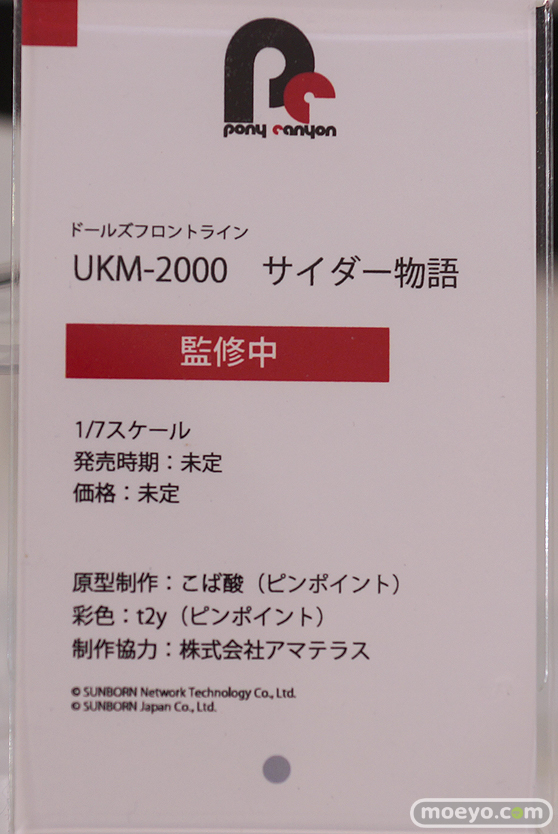 pony canyon
ドールズフロントライン
UKM-2000　サイダー物語
監修中
1/7スケール
発売時期：未定
価格：未定
原型制作：こば酸（ピンポイント）
彩色：t2y（ピンポイント）
制作協力：株式会社アマテラス
© SUNBORN Network Technology Co., Ltd.
© SUNBORN Japan Co., Ltd.
moeyo.com